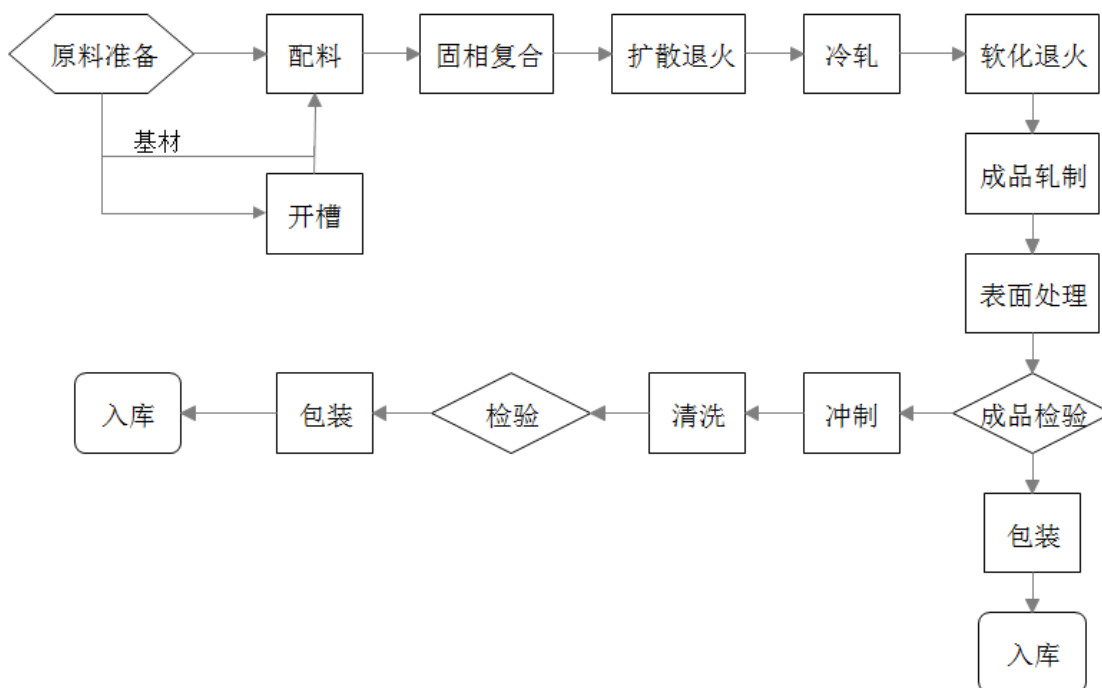 原料准备
配料
固相复合
扩散退火
冷轧
软化退火
基材
开槽
成品轧制
表面处理
入库
包装
检验
清洗
冲制
成品检验
包装
入库